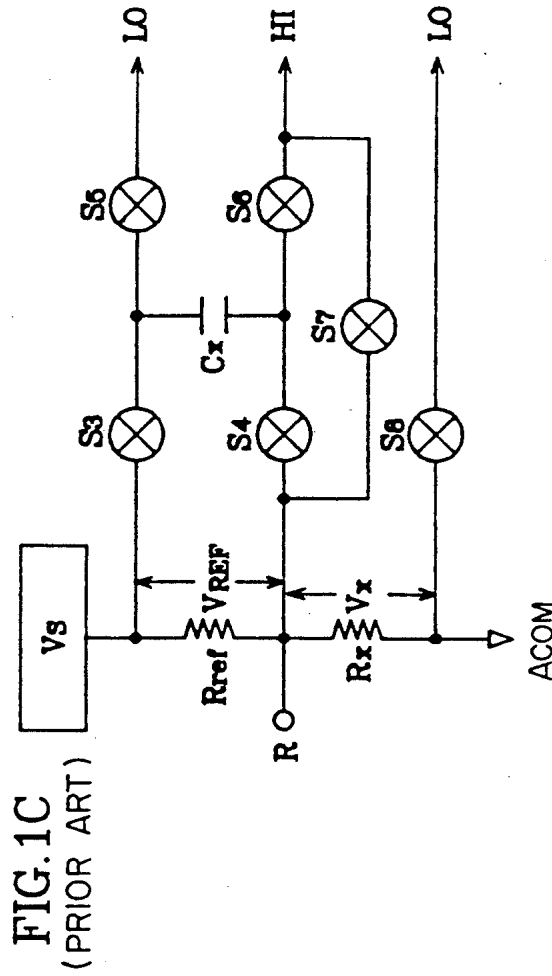 FIG.1C
(PRIOR ART)
VS
S3
S5
LO
Rref
VREF
Cx
R
S4
S6
HI
Rx
Vx
S7
S8
LO
ACOM